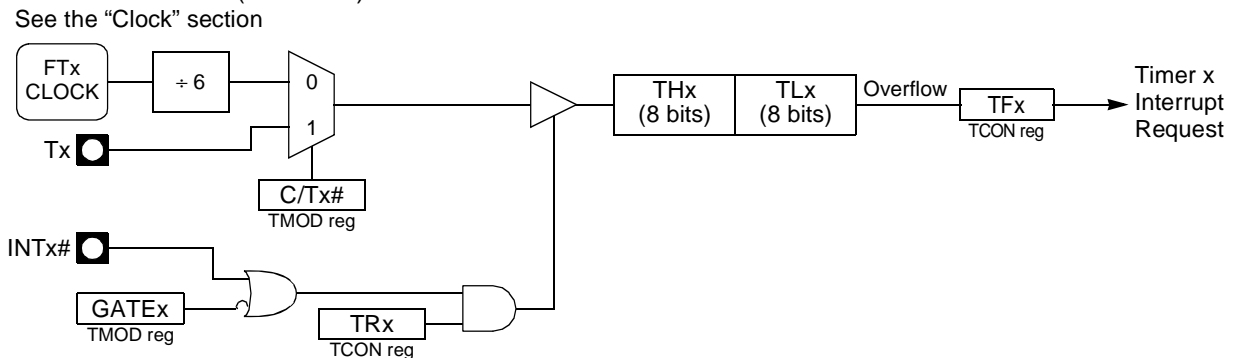 See the “Clock” section
FTx
CLOCK
÷ 6
0
1
Tx
C/Tx#
TMOD reg
THx
(8 bits)
TLx
(8 bits)
Overflow
TFx
TCON reg
Timer x
Interrupt
Request
INTx#
GATEx
TMOD reg
TRx
TCON reg